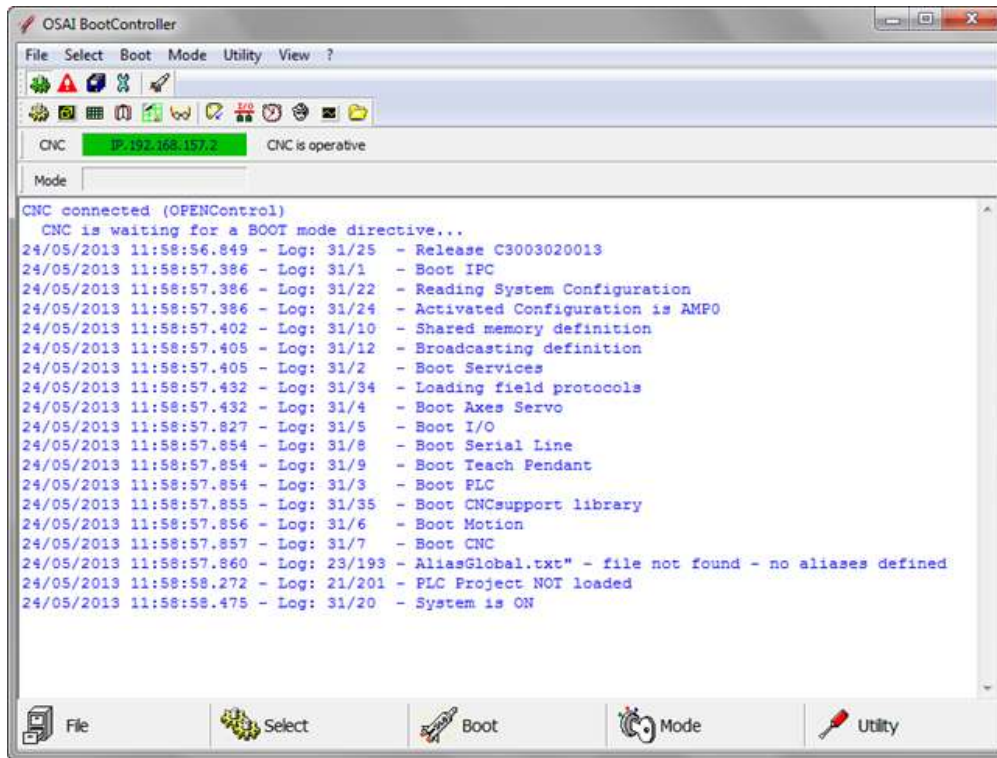 OSAI BootController
File Select Boot Mode Utility View ?
CNC IP.192.168.157.2 CNC is operative
Mode
CNC connected (OPENControl)
CNC is waiting for a BOOT mode directive...
24/05/2013 11:58:56.849 - Log: 31/25 - Release C3003020013
24/05/2013 11:58:57.386 - Log: 31/1 - Boot IPC
24/05/2013 11:58:57.386 - Log: 31/22 - Reading System Configuration
24/05/2013 11:58:57.386 - Log: 31/24 - Activated Configuration is AMP0
24/05/2013 11:58:57.402 - Log: 31/10 - Shared memory definition
24/05/2013 11:58:57.405 - Log: 31/12 - Broadcasting definition
24/05/2013 11:58:57.405 - Log: 31/2 - Boot Services
24/05/2013 11:58:57.432 - Log: 31/34 - Loading field protocols
24/05/2013 11:58:57.432 - Log: 31/4 - Boot Axes Servo
24/05/2013 11:58:57.827 - Log: 31/5 - Boot I/O
24/05/2013 11:58:57.854 - Log: 31/8 - Boot Serial Line
24/05/2013 11:58:57.854 - Log: 31/9 - Boot Teach Pendant
24/05/2013 11:58:57.854 - Log: 31/3 - Boot PLC
24/05/2013 11:58:57.855 - Log: 31/35 - Boot CNCsupport library
24/05/2013 11:58:57.856 - Log: 31/6 - Boot Motion
24/05/2013 11:58:57.857 - Log: 31/7 - Boot CNC
24/05/2013 11:58:57.860 - Log: 23/193 - AliasGlobal.txt" - file not found - no aliases defined
24/05/2013 11:58:58.272 - Log: 21/201 - PLC Project NOT loaded
24/05/2013 11:58:58.475 - Log: 31/20 - System is ON
File Select Boot Mode Utility